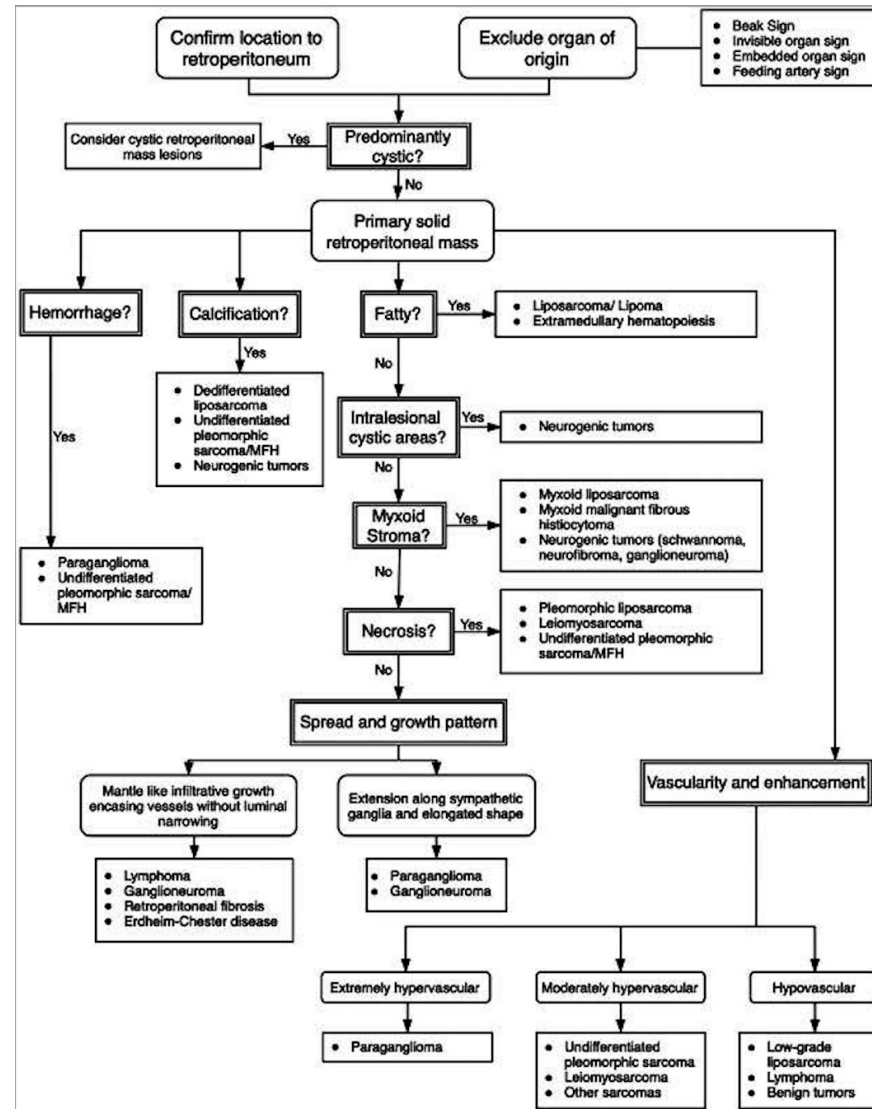 Confirm location to
retroperitoneum
Exclude organ of
origin
● Beak Sign
● Invisible organ sign
● Embedded organ sign
● Feeding artery sign
Consider cystic retroperitoneal
mass lesions
Yes
Predominantly
cystic?
No
Primary solid
retroperitoneal mass
Hemorrhage?
Calcification?
Fatty?
Yes
● Liposarcoma/ Lipoma
● Extramedullary hematopoiesis
Yes
No
● Dedifferentiated
liposarcoma
● Undifferentiated
pleomorphic
sarcoma/MFH
● Neurogenic tumors
Intralesional
cystic areas?
Yes
● Neurogenic tumors
Yes
No
Myxoid
Stroma?
Yes
● Myxoid liposarcoma
● Myxoid malignant fibrous
histiocytoma
● Neurogenic tumors (schwannoma,
neurofibroma, ganglioneuroma)
● Paraganglioma
● Undifferentiated
pleomorphic sarcoma/
MFH
No
Necrosis?
Yes
● Pleomorphic liposarcoma
● Leiomyosarcoma
● Undifferentiated pleomorphic
sarcoma/MFH
No
Spread and growth pattern
Mantle like infiltrative growth
encasing vessels without luminal
narrowing
Extension along sympathetic
ganglia and elongated shape
Vascularity and enhancement
● Lymphoma
● Ganglioneuroma
● Retroperitoneal fibrosis
● Erdheim-Chester disease
● Paraganglioma
● Ganglioneuroma
Extremely hypervascular
Moderately hypervascular
Hypovascular
● Paraganglioma
● Undifferentiated
pleomorphic sarcoma
● Leiomyosarcoma
● Other sarcomas
● Low-grade
liposarcoma
● Lymphoma
● Benign tumors